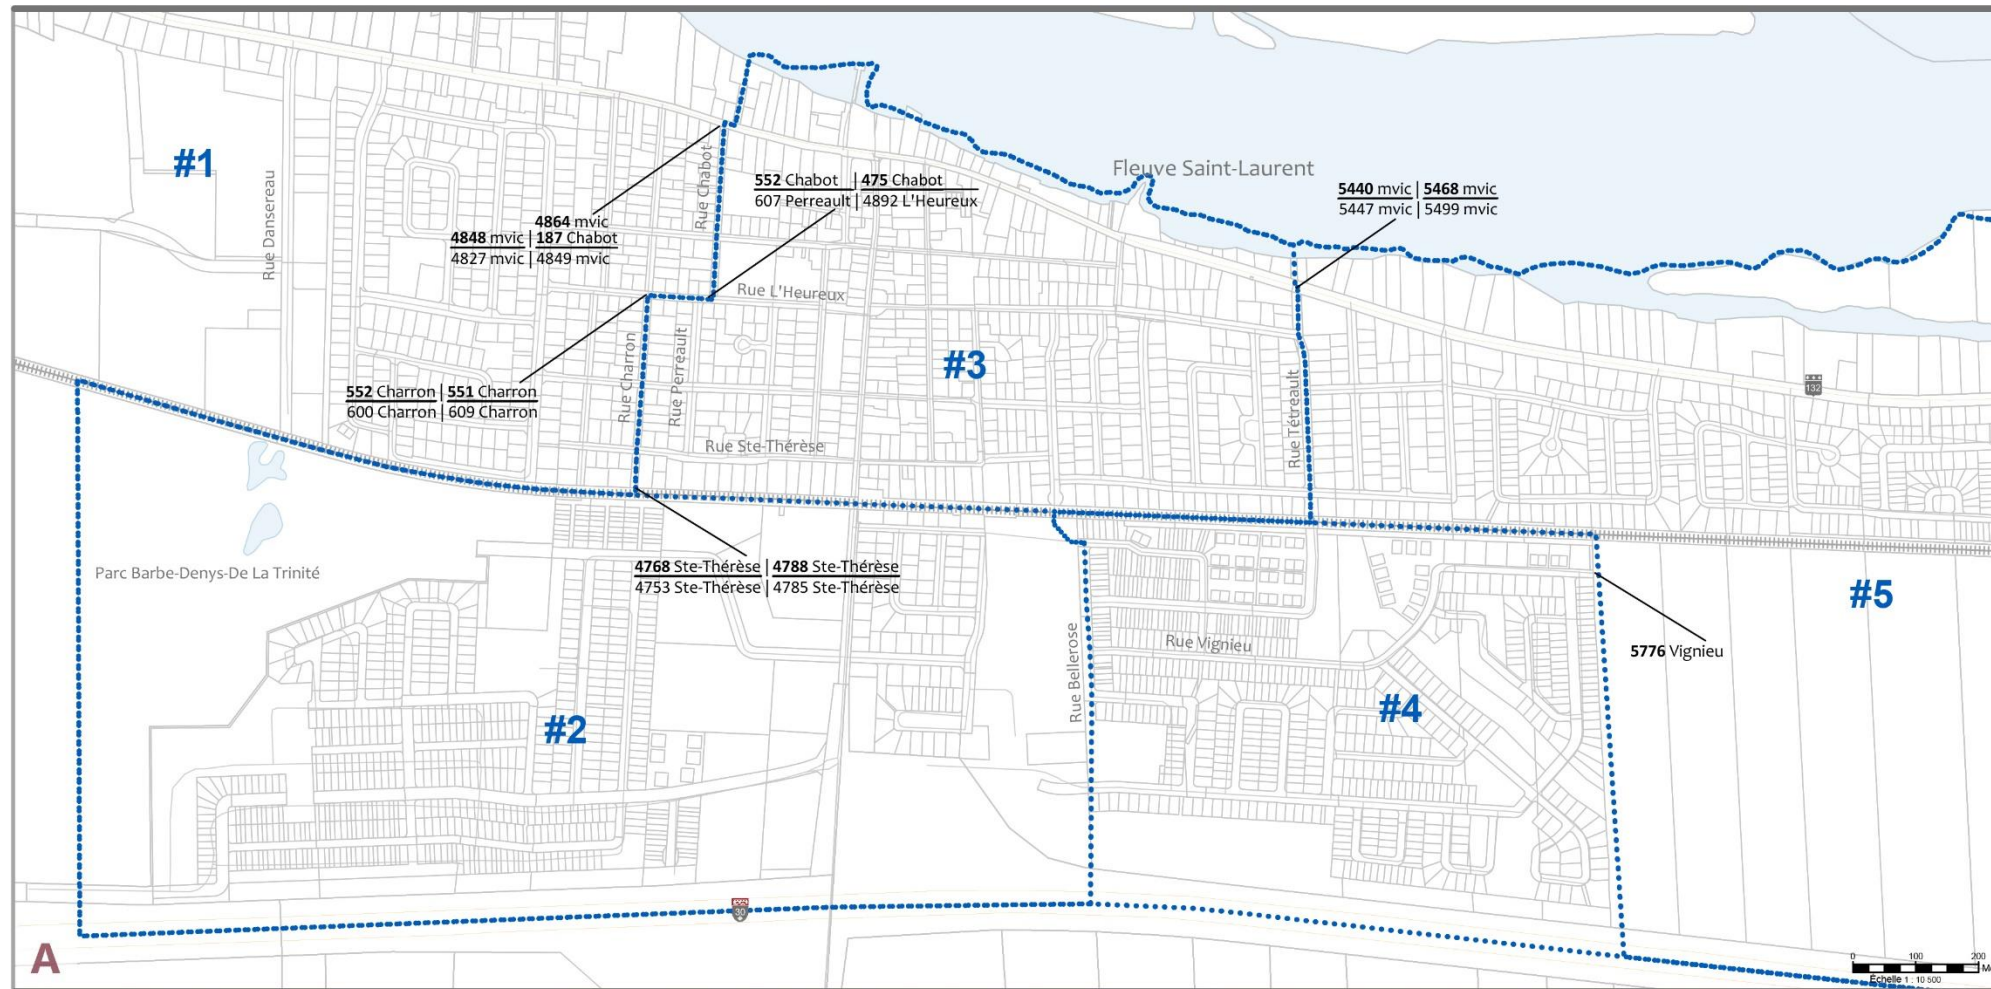 #1
Rue Dansereau
Rue Chabot
Fleuve Saint-Laurent
552 Chabot | 475 Chabot
607 Perreault | 4892 L'Heureux
5440 mvic | 5468 mvic
5447 mvic | 5499 mvic
4864 mvic
4848 mvic | 187 Chabot
4827 mvic | 4849 mvic
Rue L'Heureux
#3
Rue Charron
Rue Perreault
Rue Tétreault
132
552 Charron | 551 Charron
600 Charron | 609 Charron
Rue Ste-Thérèse
Parc Barbe-Denys-De La Trinité
4768 Ste-Thérèse | 4788 Ste-Thérèse
4753 Ste-Thérèse | 4785 Ste-Thérèse
#5
Rue Bellerose
Rue Vignieu
5776 Vignieu
#2
#4
30
A
0 100 200
Échelle 1 : 10 500